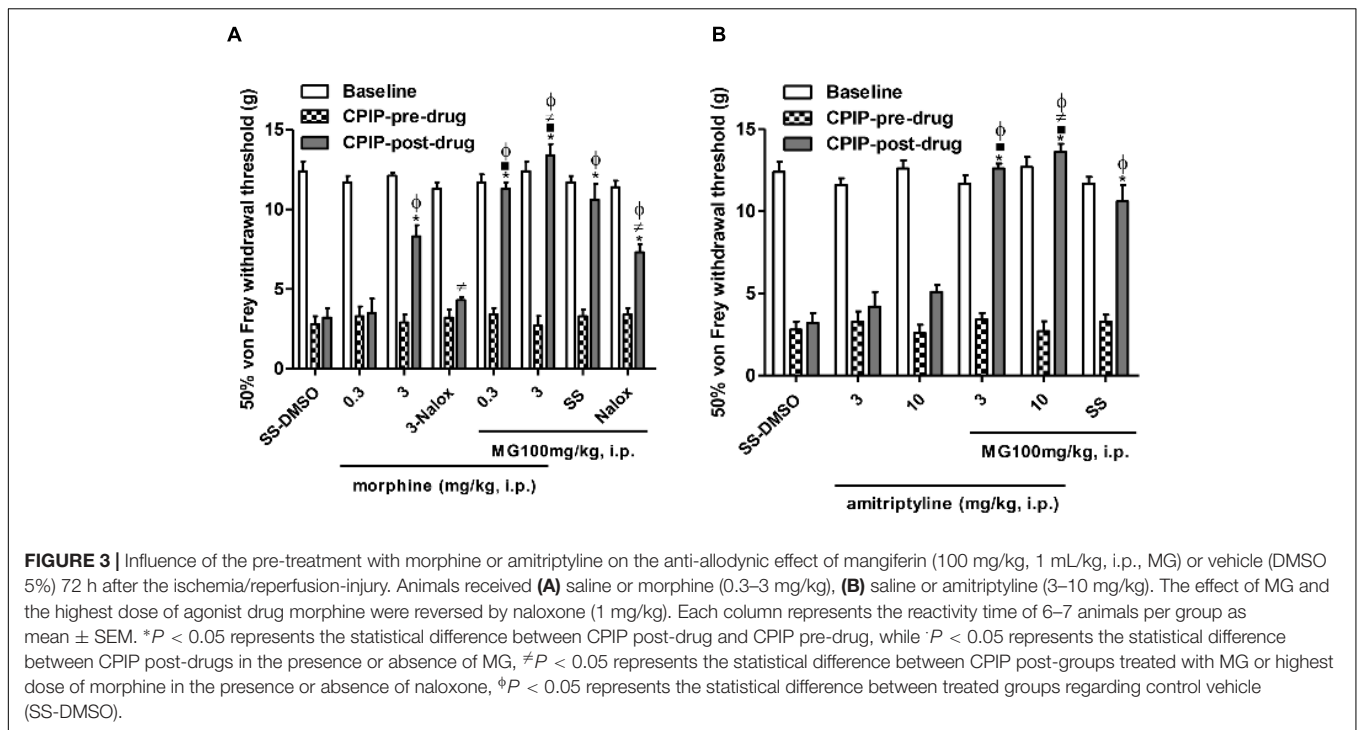 A
50% von Frey withdrawal threshold (g)
15
10
5
0
Baseline
CPIP-pre-drug
CPIP-post-drug
ϕ
*
≠
ϕ
■
*
ϕ
≠
■
*
ϕ
*
ϕ
≠
*
SS-DMSO
0.3
3
3-Nalox
0.3
3
SS
Nalox
MG100mg/kg, i.p.
morphine (mg/kg, i.p.)
B
50% von Frey withdrawal threshold (g)
15
10
5
0
Baseline
CPIP-pre-drug
CPIP-post-drug
ϕ
■
*
ϕ
≠
■
*
ϕ
*
SS-DMSO
3
10
3
10
SS
MG100mg/kg, i.p.
amitriptyline (mg/kg, i.p.)
FIGURE 3 | Influence of the pre-treatment with morphine or amitriptyline on the anti-allodynic effect of mangiferin (100 mg/kg, 1 mL/kg, i.p., MG) or vehicle (DMSO
5%) 72 h after the ischemia/reperfusion-injury. Animals received (A) saline or morphine (0.3–3 mg/kg), (B) saline or amitriptyline (3–10 mg/kg). The effect of MG and
the highest dose of agonist drug morphine were reversed by naloxone (1 mg/kg). Each column represents the reactivity time of 6–7 animals per group as
mean ± SEM. *P < 0.05 represents the statistical difference between CPIP post-drug and CPIP pre-drug, while ·P < 0.05 represents the statistical difference
between CPIP post-drugs in the presence or absence of MG, ≠P < 0.05 represents the statistical difference between CPIP post-groups treated with MG or highest
dose of morphine in the presence or absence of naloxone, ϕP < 0.05 represents the statistical difference between treated groups regarding control vehicle
(SS-DMSO).